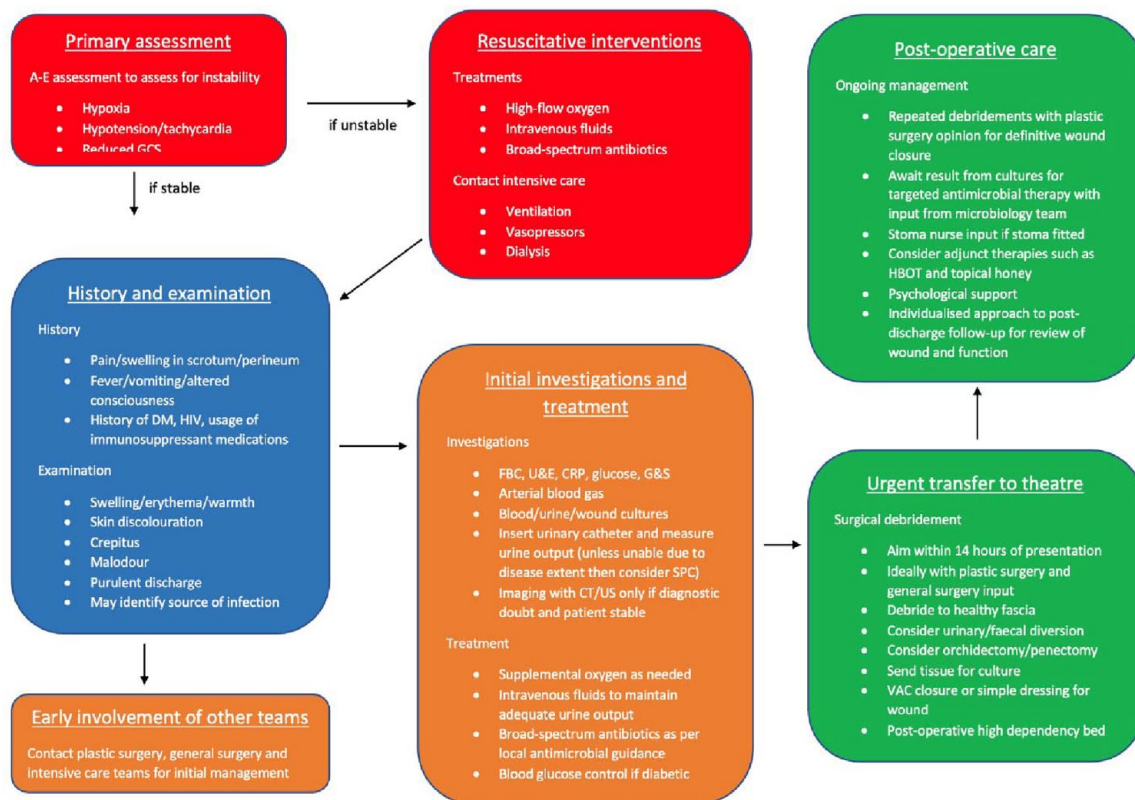 Primary assessment
A-E assessment to assess for instability
• Hypoxia
• Hypotension/tachycardia
• Reduced GCS
if unstable
if stable
Resuscitative interventions
Treatments
• High-flow oxygen
• Intravenous fluids
• Broad-spectrum antibiotics
Contact intensive care
• Ventilation
• Vasopressors
• Dialysis
History and examination
History
• Pain/swelling in scrotum/perineum
• Fever/vomiting/altered
consciousness
• History of DM, HIV, usage of
immunosuppressant medications
Examination
• Swelling/erythema/warmth
• Skin discolouration
• Crepitus
• Malodour
• Purulent discharge
• May identify source of infection
Early involvement of other teams
Contact plastic surgery, general surgery and
intensive care teams for initial management
Initial investigations and
treatment
Investigations
• FBC, U&E, CRP, glucose, G&S
• Arterial blood gas
• Blood/urine/wound cultures
• Insert urinary catheter and measure
urine output (unless unable due to
disease extent then consider SPC)
• Imaging with CT/US only if diagnostic
doubt and patient stable
Treatment
• Supplemental oxygen as needed
• Intravenous fluids to maintain
adequate urine output
• Broad-spectrum antibiotics as per
local antimicrobial guidance
• Blood glucose control if diabetic
Urgent transfer to theatre
Surgical debridement
• Aim within 14 hours of presentation
• Ideally with plastic surgery and
general surgery input
• Debride to healthy fascia
• Consider urinary/faecal diversion
• Consider orchidectomy/penectomy
• Send tissue for culture
• VAC closure or simple dressing for
wound
• Post-operative high dependency bed
Post-operative care
Ongoing management
• Repeated debridements with plastic
surgery opinion for definitive wound
closure
• Await result from cultures for
targeted antimicrobial therapy with
input from microbiology team
• Stoma nurse input if stoma fitted
• Consider adjunct therapies such as
HBOT and topical honey
• Psychological support
• Individualised approach to post-
discharge follow-up for review of
wound and function